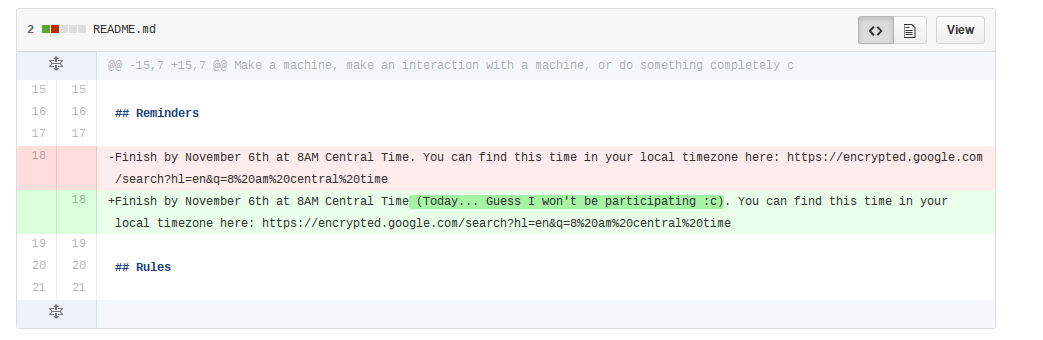 2 README.md <> View
@@ -15,7 +15,7 @@ Make a machine, make an interaction with a machine, or do something completely c
15 15
16 16 ## Reminders
17 17
18 -Finish by November 6th at 8AM Central Time. You can find this time in your local timezone here: https://encrypted.google.com
/search?hl=en&q=8%20am%20central%20time
18 +Finish by November 6th at 8AM Central Time (Today... Guess I won't be participating :c). You can find this time in your
local timezone here: https://encrypted.google.com/search?hl=en&q=8%20am%20central%20time
19 19
20 20 ## Rules
21 21